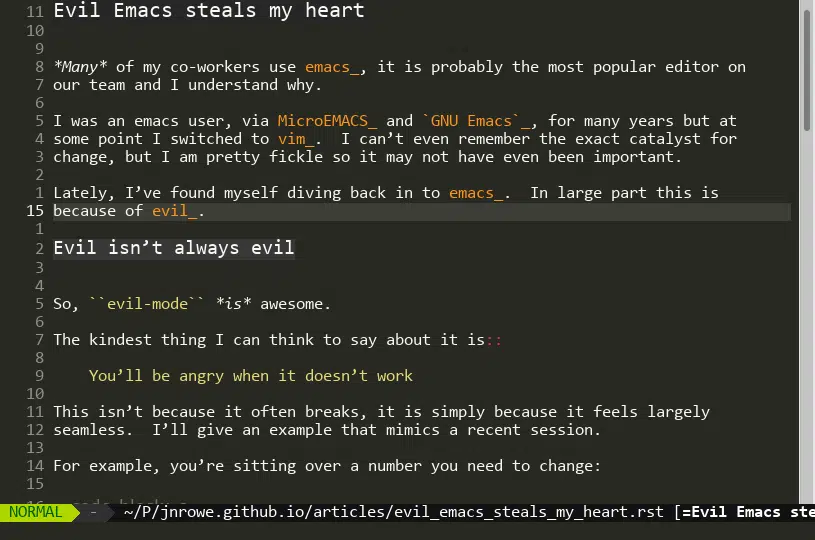 11 Evil Emacs steals my heart
10
9
8 *Many* of my co-workers use emacs_, it is probably the most popular editor on
7 our team and I understand why.
6
5 I was an emacs user, via MicroEMACS_ and `GNU Emacs`_, for many years but at
4 some point I switched to vim_.  I can’t even remember the exact catalyst for
3 change, but I am pretty fickle so it may not have even been important.
2
1 Lately, I’ve found myself diving back in to emacs_.  In large part this is
15 because of evil_.
1
2 Evil isn’t always evil
3
4
5 So, ``evil-mode`` *is* awesome.
6
7 The kindest thing I can think to say about it is::
8
9 You’ll be angry when it doesn’t work
10
11 This isn’t because it often breaks, it is simply because it feels largely
12 seamless.  I’ll give an example that mimics a recent session.
13
14 For example, you’re sitting over a number you need to change:
15
NORMAL - ~/P/jnrowe.github.io/articles/evil_emacs_steals_my_heart.rst [=Evil Emacs ste